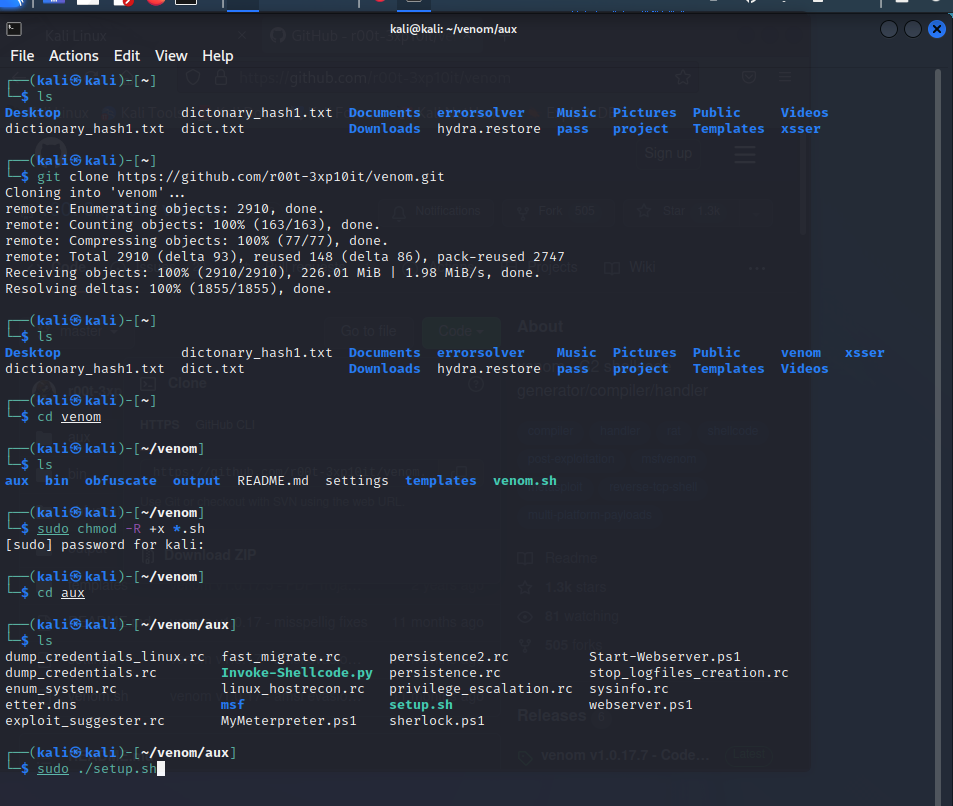 kali@kali: ~/venom/aux
File Actions Edit View Help
┌──(kali㉿kali)-[~]
└─$ ls
Desktop dictonary_hash1.txt Documents errorsolver Music Pictures Public Videos
dictionary_hash1.txt dict.txt Downloads hydra.restore pass project Templates xsser
┌──(kali㉿kali)-[~]
└─$ git clone https://github.com/r00t-3xp10it/venom.git
Cloning into 'venom'...
remote: Enumerating objects: 2910, done.
remote: Counting objects: 100% (163/163), done.
remote: Compressing objects: 100% (77/77), done.
remote: Total 2910 (delta 93), reused 148 (delta 86), pack-reused 2747
Receiving objects: 100% (2910/2910), 226.01 MiB | 1.98 MiB/s, done.
Resolving deltas: 100% (1855/1855), done.
┌──(kali㉿kali)-[~]
└─$ ls
Desktop dictonary_hash1.txt Documents errorsolver Music Pictures Public venom xsser
dictionary_hash1.txt dict.txt Downloads hydra.restore pass project Templates Videos
┌──(kali㉿kali)-[~]
└─$ cd venom
┌──(kali㉿kali)-[~/venom]
└─$ ls
aux bin obfuscate output README.md settings templates venom.sh
┌──(kali㉿kali)-[~/venom]
└─$ sudo chmod -R +x *.sh
[sudo] password for kali:
┌──(kali㉿kali)-[~/venom]
└─$ cd aux
┌──(kali㉿kali)-[~/venom/aux]
└─$ ls
dump_credentials_linux.rc fast_migrate.rc persistence2.rc Start-Webserver.ps1
dump_credentials.rc Invoke-Shellcode.py persistence.rc stop_logfiles_creation.rc
enum_system.rc linux_hostrecon.rc privilege_escalation.rc sysinfo.rc
etter.dns msf setup.sh webserver.ps1
exploit_suggester.rc MyMeterpreter.ps1 sherlock.ps1
┌──(kali㉿kali)-[~/venom/aux]
└─$ sudo ./setup.sh